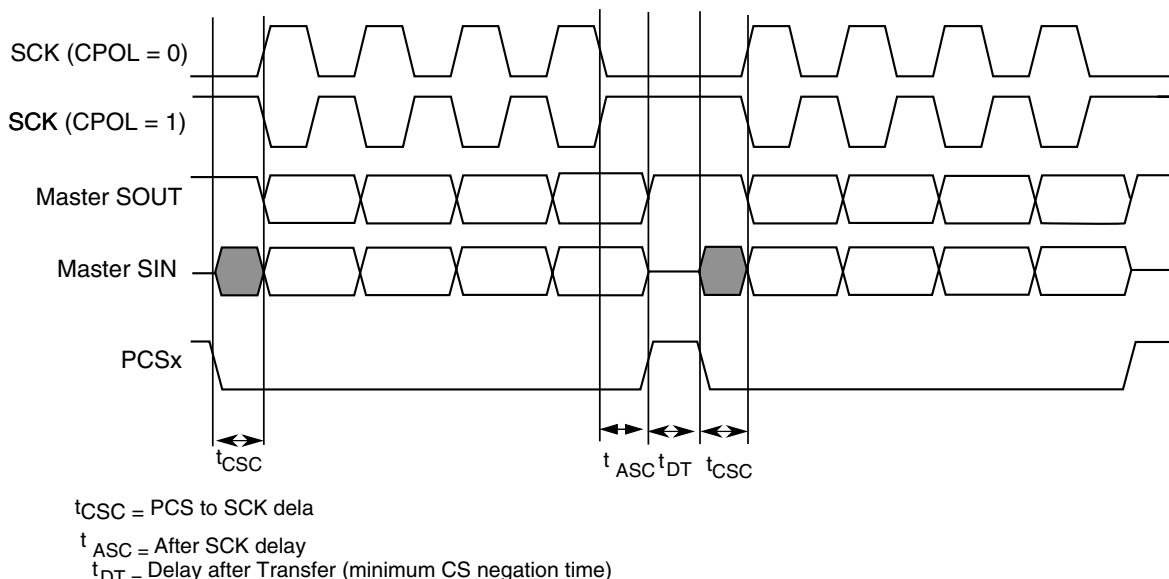 SCK (CPOL = 0)
SCK (CPOL = 1)
Master SOUT
Master SIN
PCSx
tCSC
t ASC
tDT
tCSC
tCSC = PCS to SCK dela
t ASC = After SCK delay
tDT = Delay after Transfer (minimum CS negation time)